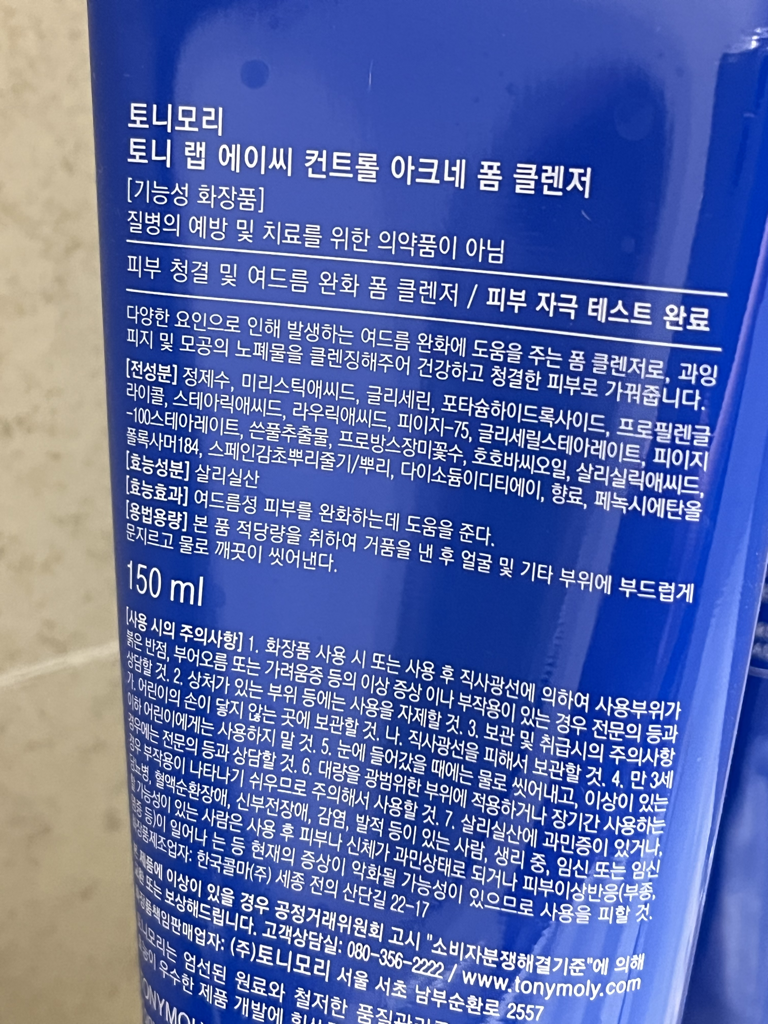 토니모리
토니 랩 에이씨 컨트롤 아크네 폼 클렌저
[기능성 화장품]
질병의 예방 및 치료를 위한 의약품이 아님
피부 청결 및 여드름 완화 폼 클렌저 / 피부 자극 테스트 완료
다양한 요인으로 인해 발생하는 여드름 완화에 도움을 주는 폼 클렌저로, 과잉
피지 및 모공의 노폐물을 클렌징해주어 건강하고 청결한 피부로 가꿔줍니다.
[전성분] 정제수, 미리스틱애씨드, 글리세린, 포타슘하이드록사이드, 프로필렌글
라이콜, 스테아릭애씨드, 라우릭애씨드, 피이지-75, 글리세릴스테아레이트, 피이지
-100스테아레이트, 쓴풀추출물, 프로방스장미꽃수, 호호바씨오일, 살리실릭애씨드,
폴록사머184, 스페인감초뿌리줄기/뿌리, 다이소듐이디티에이, 향료, 페녹시에탄올
[효능성분] 살리실산
[효능효과] 여드름성 피부를 완화하는데 도움을 준다.
[용법용량] 본 품 적당량을 취하여 거품을 낸 후 얼굴 및 기타 부위에 부드럽게
문지르고 물로 깨끗이 씻어낸다.
150 ml
[사용 시의 주의사항] 1. 화장품 사용 시 또는 사용 후 직사광선에 의하여 사용부위가
붉은 반점, 부어오름 또는 가려움증 등의 이상 증상 이나 부작용이 있는 경우 전문의 등과
상담할 것. 2. 상처가 있는 부위 등에는 사용을 자제할 것. 3. 보관 및 취급시의 주의사항
가. 어린이의 손이 닿지 않는 곳에 보관할 것. 나. 직사광선을 피해서 보관할 것. 4. 만 3세
이하 어린이에게는 사용하지 말 것. 5. 눈에 들어갔을 때에는 물로 씻어내고, 이상이 있는
경우에는 전문의 등과 상담할 것. 6. 대량을 광범위한 부위에 적용하거나 장기간 사용하는
경우 부작용이 나타나기 쉬우므로 주의해서 사용할 것. 7. 살리실산에 과민증이 있거나,
당뇨병, 혈액순환장애, 신부전장애, 감염, 발적 등이 있는 사람, 생리 중, 임신 또는 임신
기능성이 있는 사람은 사용 후 피부나 신체가 과민상태로 되거나 피부이상반응(부종,
등)이 일어나 는 등 현재의 증상이 악화될 가능성이 있으므로 사용을 피할 것.
한국콜마(주) 세종 전의 산단길 22-17
제품에 이상이 있을 경우 공정거래위원회 고시 "소비자분쟁해결기준"에 의해
또는 보상해드립니다. 고객상담실: 080-356-2222 / www.tonymoly.com
(주)토니모리 서울 서초 남부순환로 2557
엄선된 원료와 철저한
우수한 제품 개발에
TONYMOLY